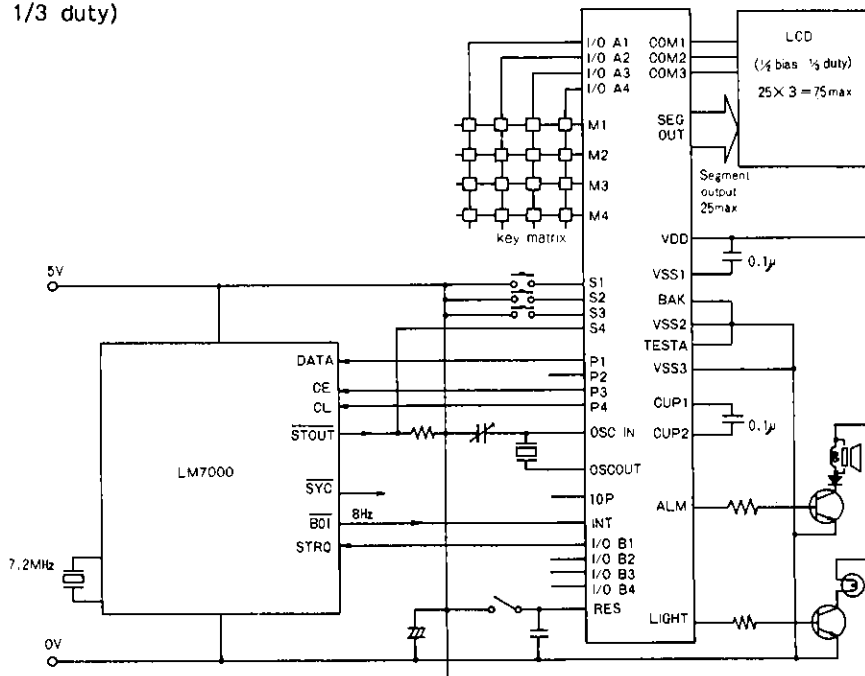 1/3 duty)
I/O A1
I/O A2
I/O A3
I/O A4
M1
M2
M3
M4
key matrix
COM1
COM2
COM3
SEG
OUT
LCD
(½ bias ⅓ duty)
25×3=75max
Segment
output
25max
VDD
0.1μ
VSS1
BAK
VSS2
TESTA
VSS3
CUP1
0.1μ
CUP2
5V
S1
S2
S3
S4
DATA
P1
P2
CE
P3
CL
P4
STOUT
OSC IN
OSCOUT
LM7000
SYC
10P
ALM
BO1
8Hz
INT
STRQ
I/O B1
I/O B2
I/O B3
I/O B4
7.2MHz
RES
LIGHT
0V